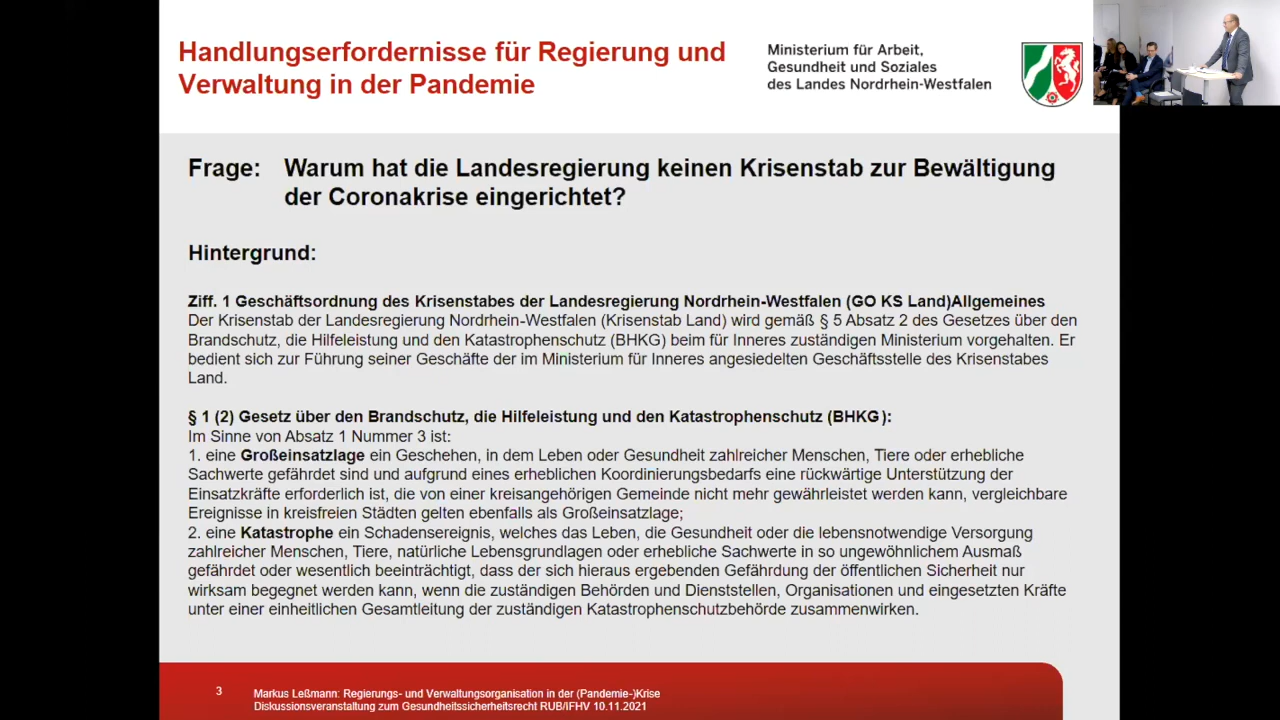 Handlungserfordernisse für Regierung und
Verwaltung in der Pandemie
Ministerium für Arbeit,
Gesundheit und Soziales
des Landes Nordrhein-Westfalen
Frage: Warum hat die Landesregierung keinen Krisenstab zur Bewältigung
der Coronakrise eingerichtet?
Hintergrund:
Ziff. 1 Geschäftsordnung des Krisenstabes der Landesregierung Nordrhein-Westfalen (GO KS Land)Allgemeines
Der Krisenstab der Landesregierung Nordrhein-Westfalen (Krisenstab Land) wird gemäß § 5 Absatz 2 des Gesetzes über den
Brandschutz, die Hilfeleistung und den Katastrophenschutz (BHKG) beim für Inneres zuständigen Ministerium vorgehalten. Er
bedient sich zur Führung seiner Geschäfte der im Ministerium für Inneres angesiedelten Geschäftsstelle des Krisenstabes
Land.
§ 1 (2) Gesetz über den Brandschutz, die Hilfeleistung und den Katastrophenschutz (BHKG):
Im Sinne von Absatz 1 Nummer 3 ist:
1. eine Großeinsatzlage ein Geschehen, in dem Leben oder Gesundheit zahlreicher Menschen, Tiere oder erhebliche
Sachwerte gefährdet sind und aufgrund eines erheblichen Koordinierungsbedarfs eine rückwärtige Unterstützung der
Einsatzkräfte erforderlich ist, die von einer kreisangehörigen Gemeinde nicht mehr gewährleistet werden kann, vergleichbare
Ereignisse in kreisfreien Städten gelten ebenfalls als Großeinsatzlage;
2. eine Katastrophe ein Schadensereignis, welches das Leben, die Gesundheit oder die lebensnotwendige Versorgung
zahlreicher Menschen, Tiere, natürliche Lebensgrundlagen oder erhebliche Sachwerte in so ungewöhnlichem Ausmaß
gefährdet oder wesentlich beeinträchtigt, dass der sich hieraus ergebenden Gefährdung der öffentlichen Sicherheit nur
wirksam begegnet werden kann, wenn die zuständigen Behörden und Dienststellen, Organisationen und eingesetzten Kräfte
unter einer einheitlichen Gesamtleitung der zuständigen Katastrophenschutzbehörde zusammenwirken.
3
Markus Leßmann: Regierungs- und Verwaltungsorganisation in der (Pandemie-)Krise
Diskussionsveranstaltung zum Gesundheitssicherheitsrecht RUB/IFHV 10.11.2021